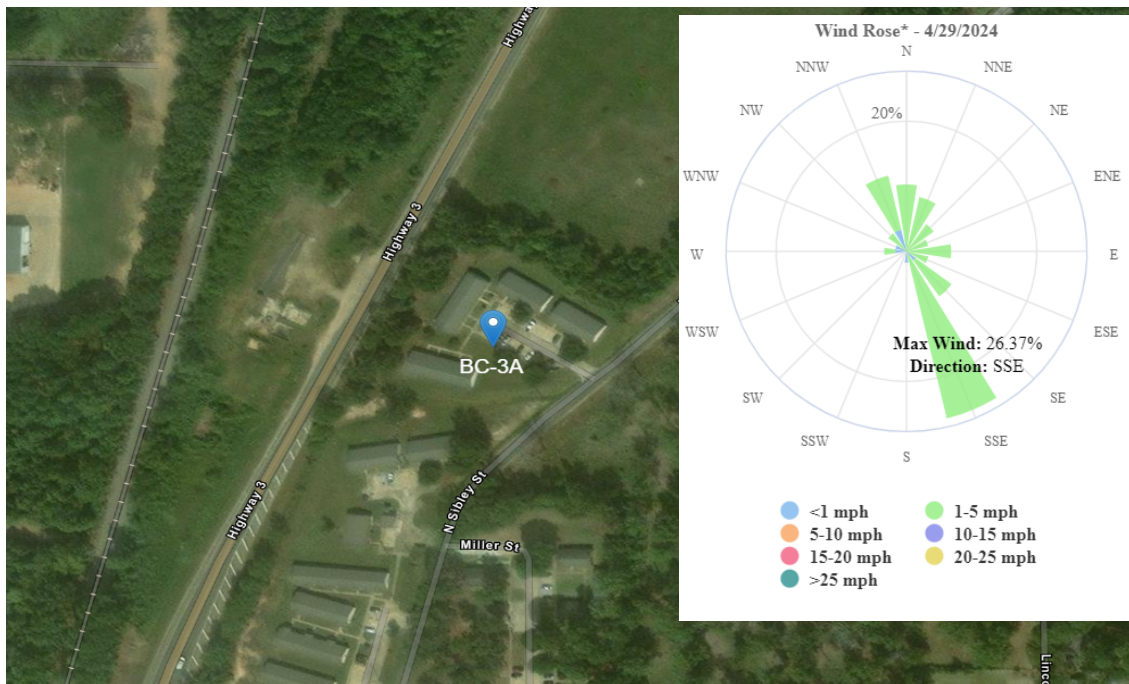 Highway
Highway 3
BC-3A
Highway 3
N Sibley St
Miller St
Wind Rose* - 4/29/2024
N
NNW
NNE
NW
NE
20%
WNW
ENE
W
E
WSW
ESE
Max Wind: 26.37%
Direction: SSE
SW
SE
SSW
SSE
S
<1 mph
1-5 mph
5-10 mph
10-15 mph
15-20 mph
20-25 mph
>25 mph
Linco